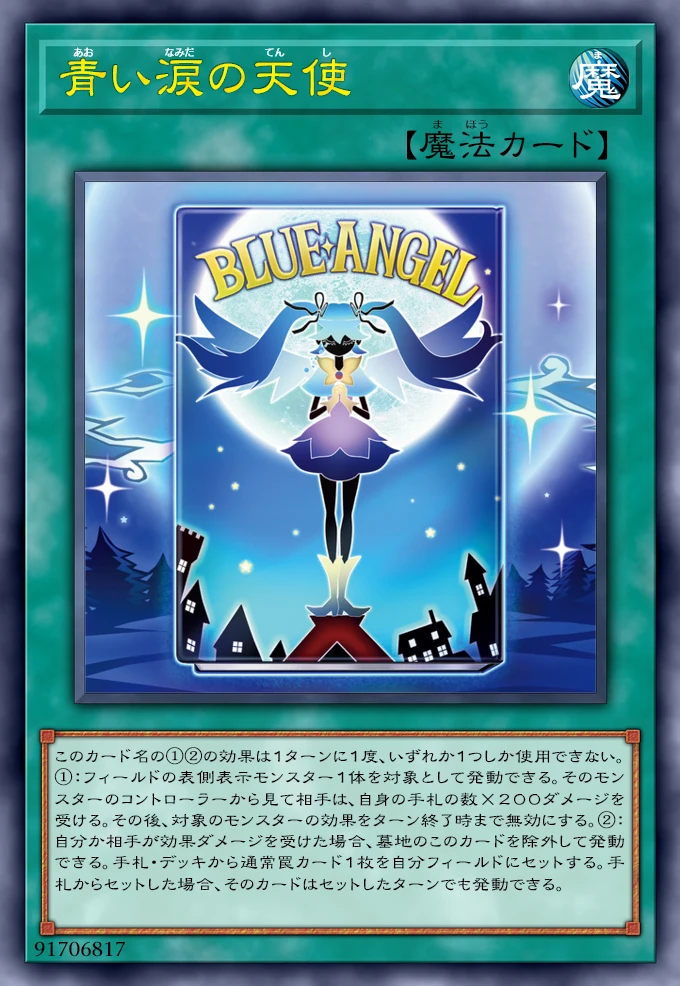 青い涙の天使
あお なみだ てん し
魔
ま
【魔法カード】
ま ほう
BLUE✦ANGEL
このカード名の①②の効果は1ターンに1度、いずれか1つしか使用できない。
①:フィールドの表側表示モンスター1体を対象として発動できる。そのモン
スターのコントローラーから見て相手は、自身の手札の数×200ダメージを
受ける。その後、対象のモンスターの効果をターン終了時まで無効にする。②:
自分か相手が効果ダメージを受けた場合、墓地のこのカードを除外して発動
できる。手札・デッキから通常罠カード1枚を自分フィールドにセットする。手
札からセットした場合、そのカードはセットしたターンでも発動できる。
91706817